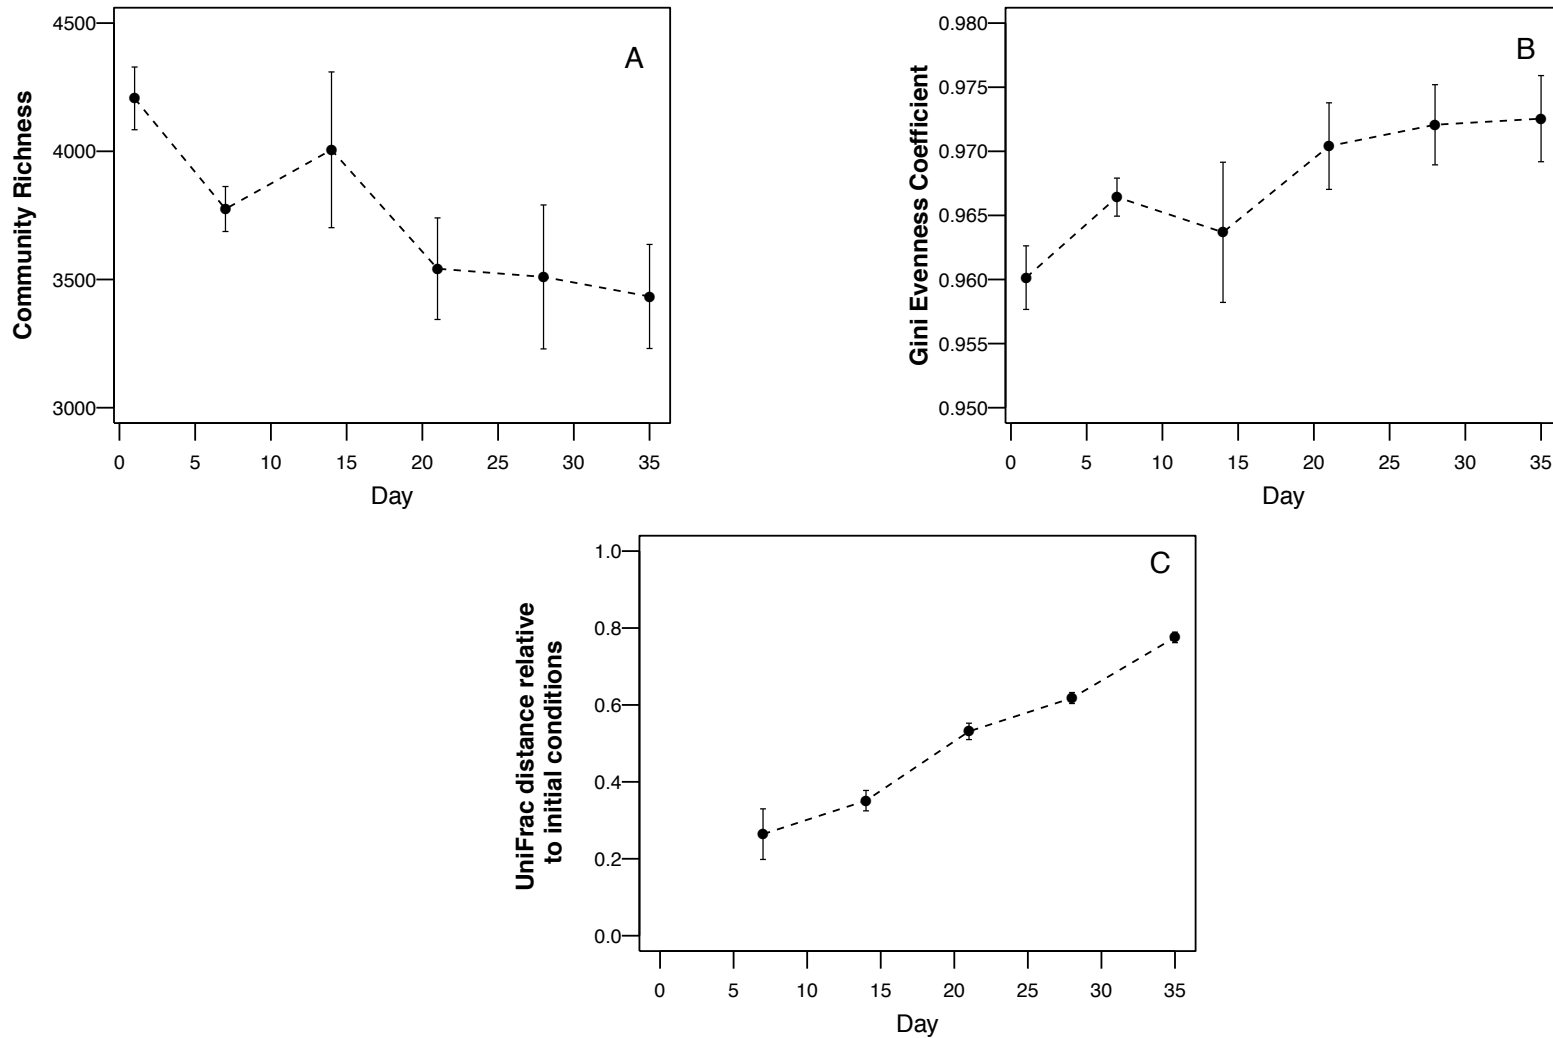 A
Community Richness
4500
4000
3500
3000
0 5 10 15 20 25 30 35
Day
B
Gini Evenness Coefficient
0.980
0.975
0.970
0.965
0.960
0.955
0.950
0 5 10 15 20 25 30 35
Day
C
UniFrac distance relative
to initial conditions
1.0
0.8
0.6
0.4
0.2
0.0
0 5 10 15 20 25 30 35
Day